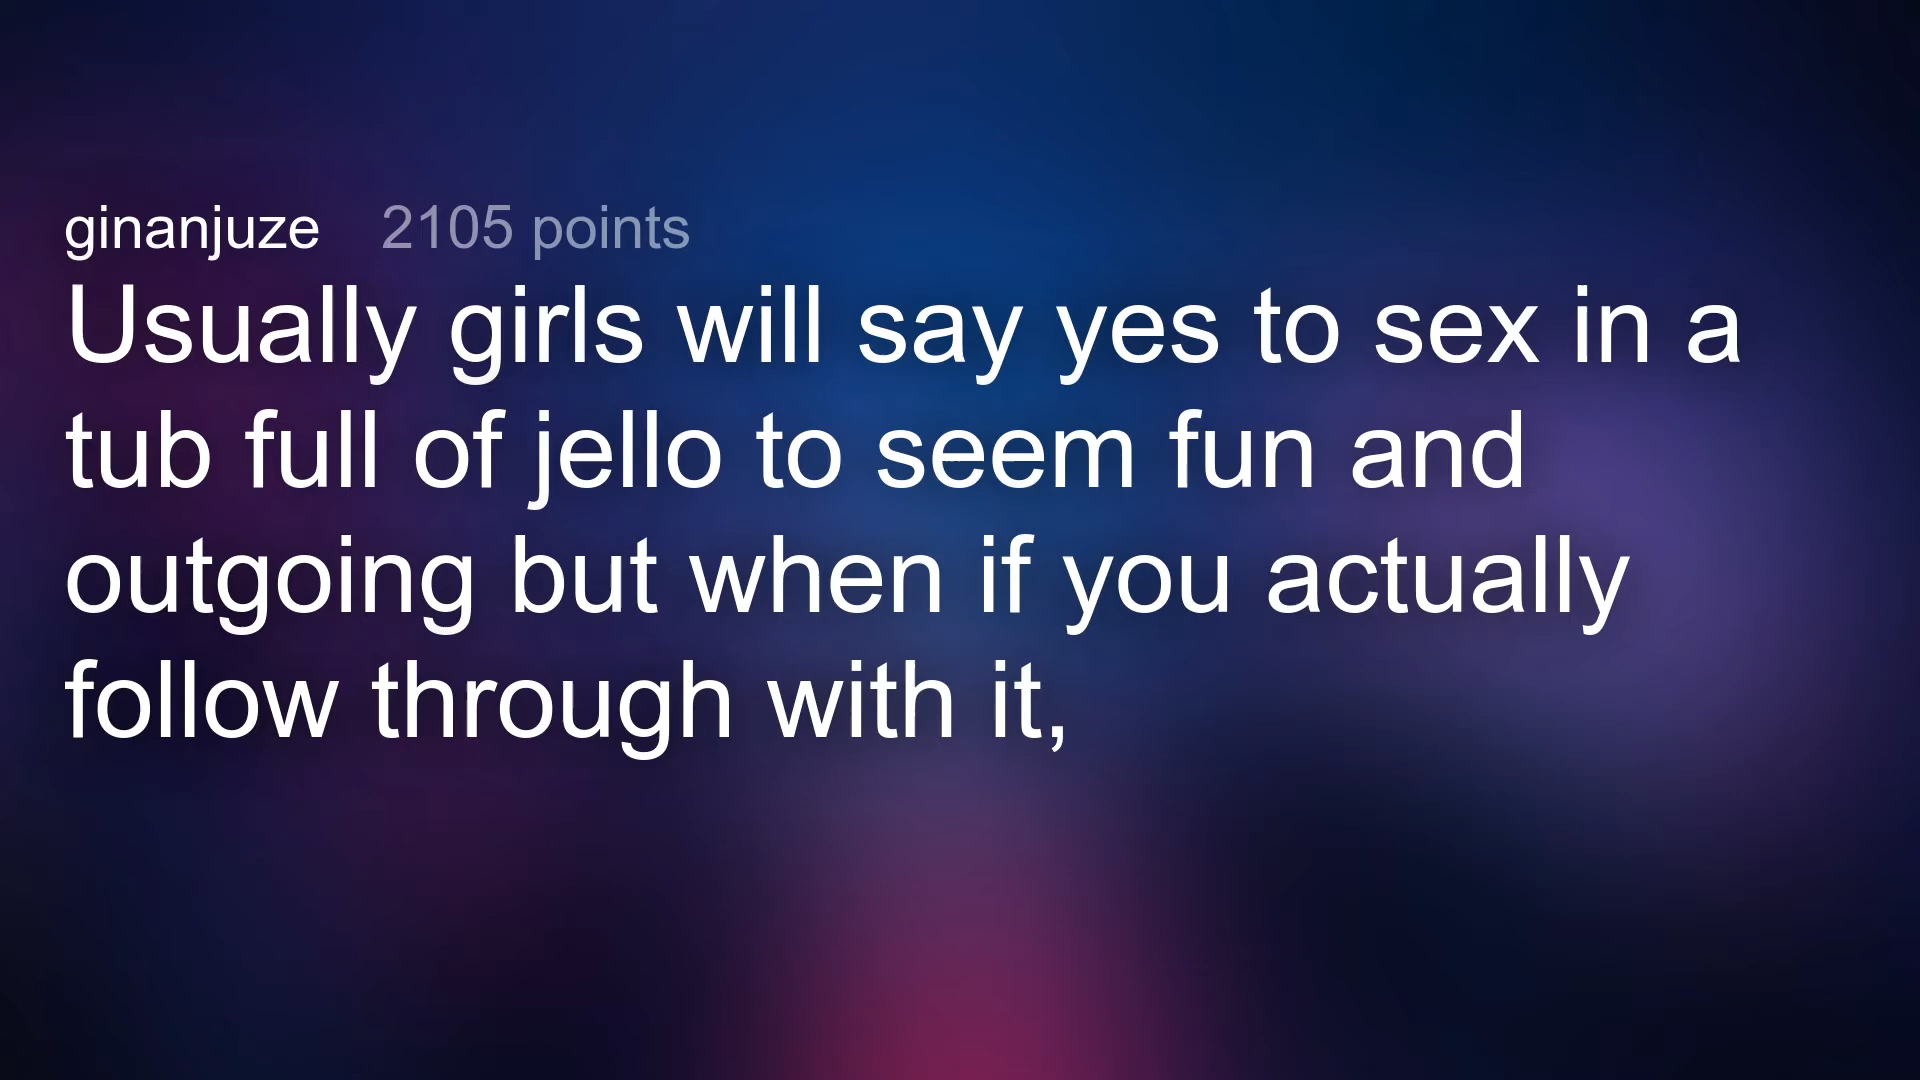 ginanjuze 2105 points
Usually girls will say yes to sex in a
tub full of jello to seem fun and
outgoing but when if you actually
follow through with it,